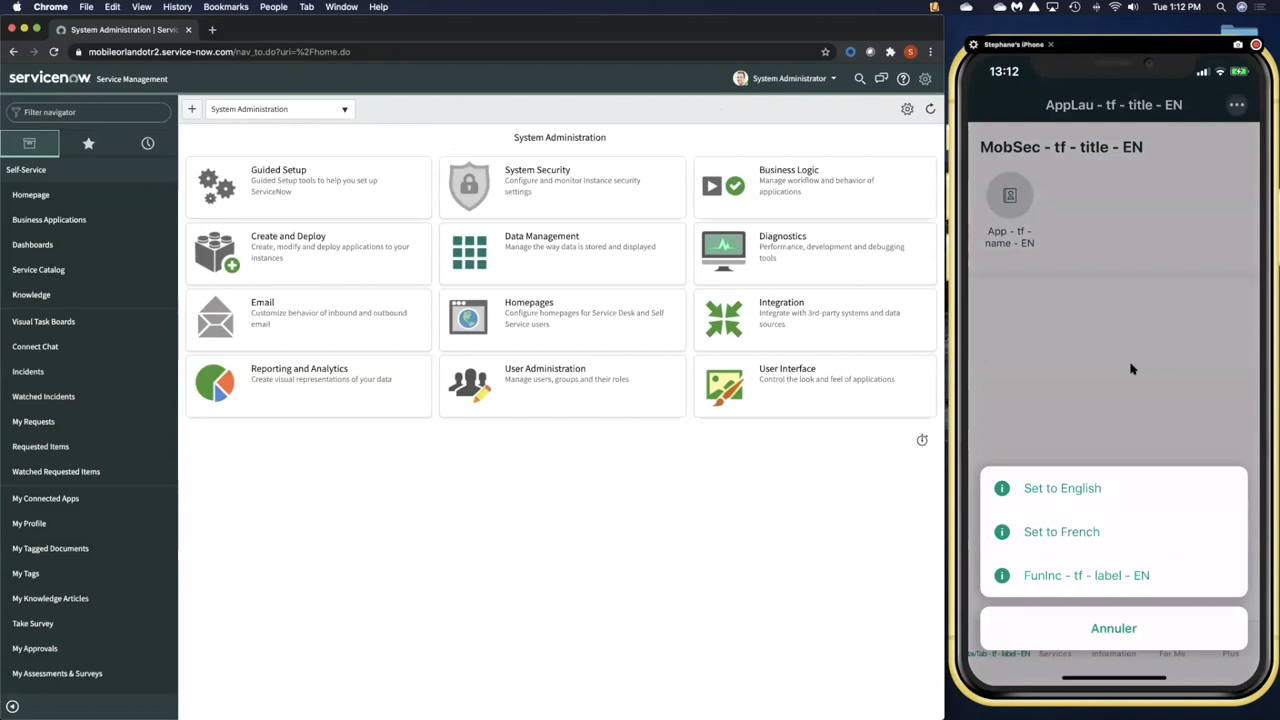 Chrome File Edit View History Bookmarks People Tab Window Help
Tue 1:12 PM
System Administration | Servic
mobileorlandotr2.service-now.com/nav_to.do?uri=%2Fhome.do
S
servicenow Service Management
System Administrator
Filter navigator
System Administration
Self-Service
Homepage
Business Applications
Dashboards
Service Catalog
Knowledge
Visual Task Boards
Connect Chat
Incidents
Watched Incidents
My Requests
Requested Items
Watched Requested Items
My Connected Apps
My Profile
My Tagged Documents
My Tags
My Knowledge Articles
Take Survey
My Approvals
My Assessments & Surveys
System Administration
Guided Setup
Guided Setup tools to help you set up
ServiceNow
System Security
Configure and monitor instance security
settings
Business Logic
Manage workflow and behavior of
applications
Create and Deploy
Create, modify and deploy applications to your
instances
Data Management
Manage the way data is stored and displayed
Diagnostics
Performance, development and debugging
tools
Email
Customize behavior of inbound and outbound
email
Homepages
Configure homepages for Service Desk and Self
Service users
Integration
Integrate with 3rd-party systems and data
sources
Reporting and Analytics
Create visual representations of your data
User Administration
Manage users, groups and their roles
User Interface
Control the look and feel of applications
Stephane's iPhone
13:12
AppLau - tf - title - EN
MobSec - tf - title - EN
App - tf -
name - EN
Set to English
Set to French
FunInc - tf - label - EN
Annuler
avTab - tf - label - EN Services Information For Me Plus